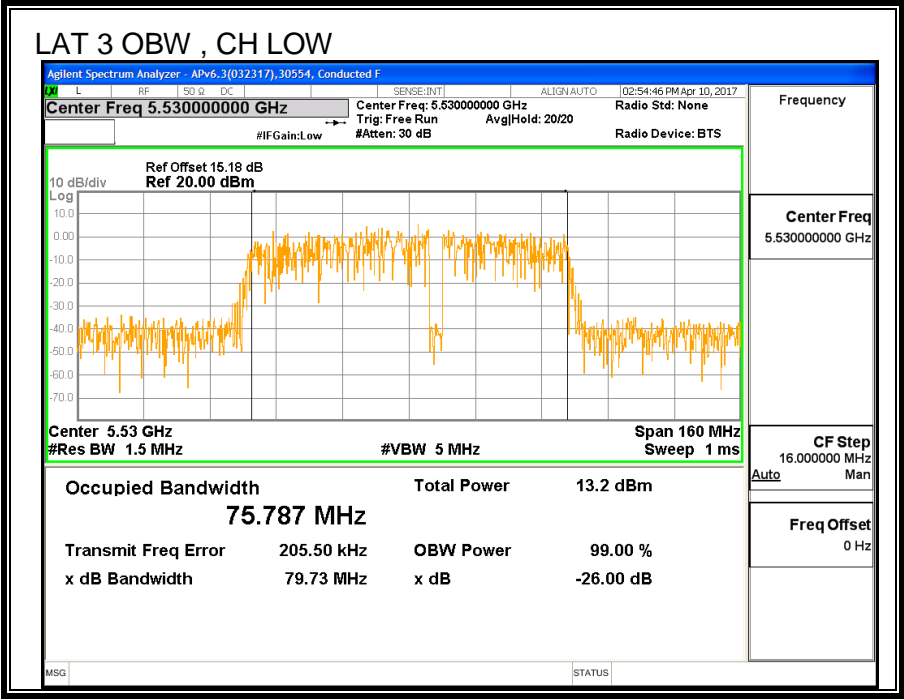 LAT 3 OBW , CH LOW
Agilent Spectrum Analyzer - APv6.3(032317),30554, Conducted F
LXI L RF 50 Ω DC SENSE:INT ALIGN AUTO 02:54:46 PM Apr 10, 2017
Center Freq 5.530000000 GHz
Center Freq: 5.530000000 GHz
Radio Std: None
Trig: Free Run Avg|Hold: 20/20
#IFGain:Low #Atten: 30 dB Radio Device: BTS
Ref Offset 15.18 dB
10 dB/div Ref 20.00 dBm
Log
10.0
0.00
-10.0
-20.0
-30.0
-40.0
-50.0
-60.0
-70.0
Center 5.53 GHz Span 160 MHz
#Res BW 1.5 MHz #VBW 5 MHz Sweep 1 ms
Occupied Bandwidth Total Power 13.2 dBm
75.787 MHz
Transmit Freq Error 205.50 kHz OBW Power 99.00 %
x dB Bandwidth 79.73 MHz x dB -26.00 dB
MSG STATUS
Frequency
Center Freq
5.530000000 GHz
CF Step
16.000000 MHz
Auto Man
Freq Offset
0 Hz